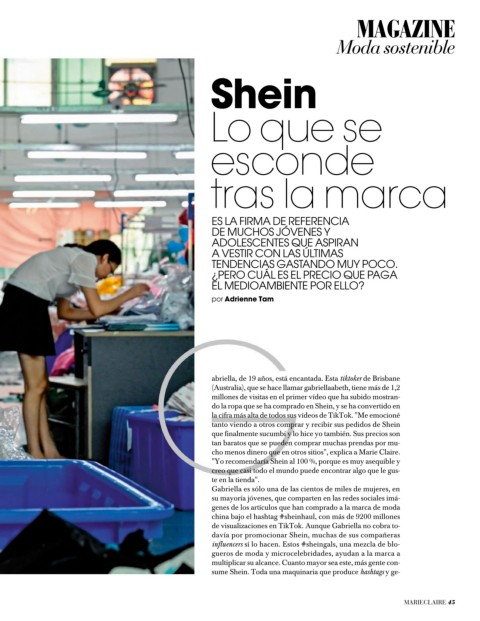 MAGAZINE
Moda sostenible
Shein
Lo que se
esconde
tras la marca
ES LA FIRMA DE REFERENCIA
DE MUCHOS JÓVENES Y
ADOLESCENTES QUE ASPIRAN
A VESTIR CON LAS ÚLTIMAS
TENDENCIAS GASTANDO MUY POCO.
¿PERO CUÁL ES EL PRECIO QUE PAGA
EL MEDIOAMBIENTE POR ELLO?
por Adrienne Tam
G
abriella, de 19 años, está encantada. Esta tiktoker de Brisbane
(Australia), que se hace llamar gabriellaabeth, tiene más de 1,2
millones de visitas en el primer vídeo que ha subido mostran-
do la ropa que se ha comprado en Shein, y se ha convertido en
la cifra más alta de todos sus vídeos de TikTok. "Me emocioné
tanto viendo a otros comprar y recibir sus pedidos de Shein
que finalmente sucumbí y lo hice yo también. Sus precios son
tan baratos que se pueden comprar muchas prendas por mu-
cho menos dinero que en otros sitios", explica a Marie Claire.
"Yo recomendaría Shein al 100 %, porque es muy asequible y
creo que casi todo el mundo puede encontrar algo que le gus-
te en la tienda".
Gabriella es sólo una de las cientos de miles de mujeres, en
su mayoría jóvenes, que comparten en las redes sociales imá-
genes de los artículos que han comprado a la marca de moda
china bajo el hashtag #sheinhaul, con más de 9200 millones
de visualizaciones en TikTok. Aunque Gabriella no cobra to-
davía por promocionar Shein, muchas de sus compañeras
influencers sí lo hacen. Estos #sheingals, una mezcla de blo-
gueros de moda y microcelebridades, ayudan a la marca a
multiplicar su alcance. Cuanto mayor sea este, más gente con-
sume Shein. Toda una maquinaria que produce hashtags y ge-
MARIECLAIRE 45